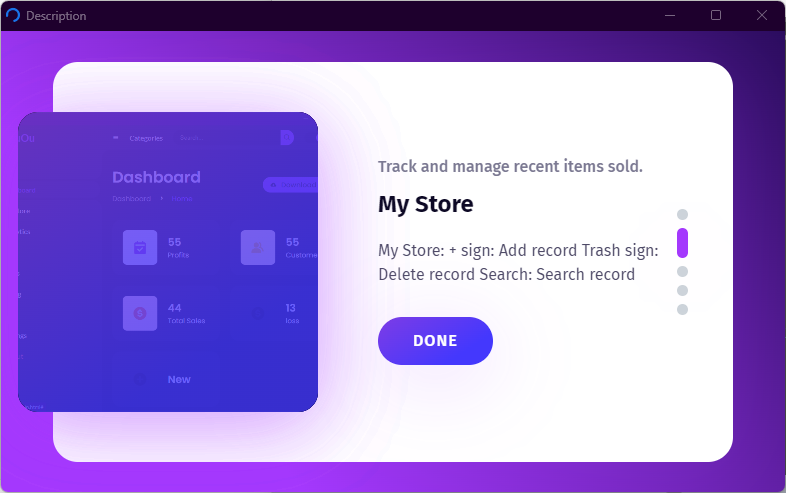 Description
Categories
Dashboard
Dashboard
55
Profits
55
Custome
44
Total Sales
13
loss
New
Track and manage recent items sold.
My Store
My Store: + sign: Add record Trash sign:
Delete record Search: Search record
DONE